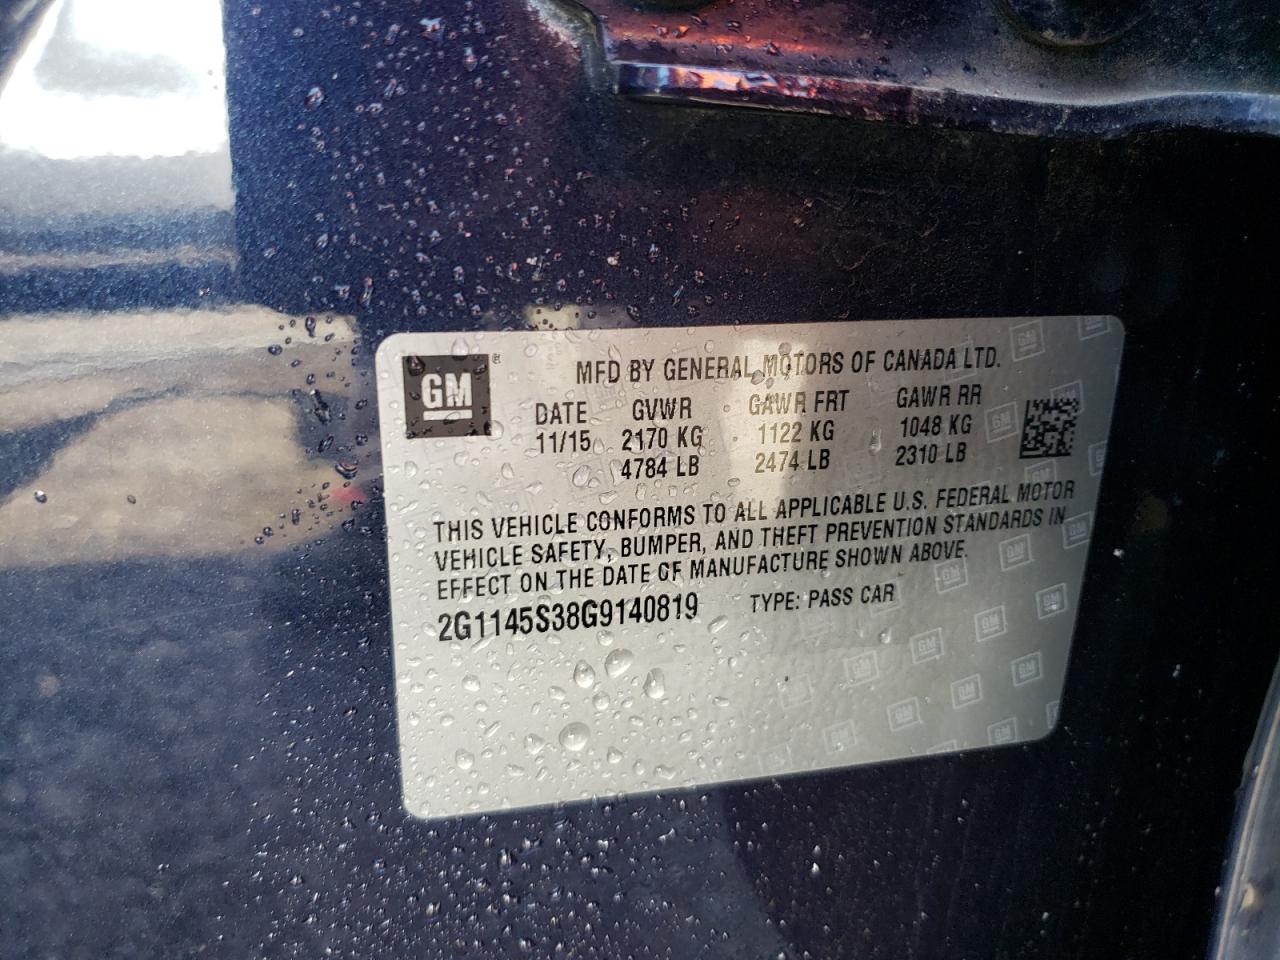 GM®
MFD BY GENERAL MOTORS OF CANADA LTD.
DATE GVWR GAWR FRT GAWR RR
11/15 2170 KG 1122 KG 1048 KG
4784 LB 2474 LB 2310 LB
THIS VEHICLE CONFORMS TO ALL APPLICABLE U.S. FEDERAL MOTOR
VEHICLE SAFETY, BUMPER, AND THEFT PREVENTION STANDARDS IN
EFFECT ON THE DATE OF MANUFACTURE SHOWN ABOVE.
2G1145S38G9140819 TYPE: PASS CAR